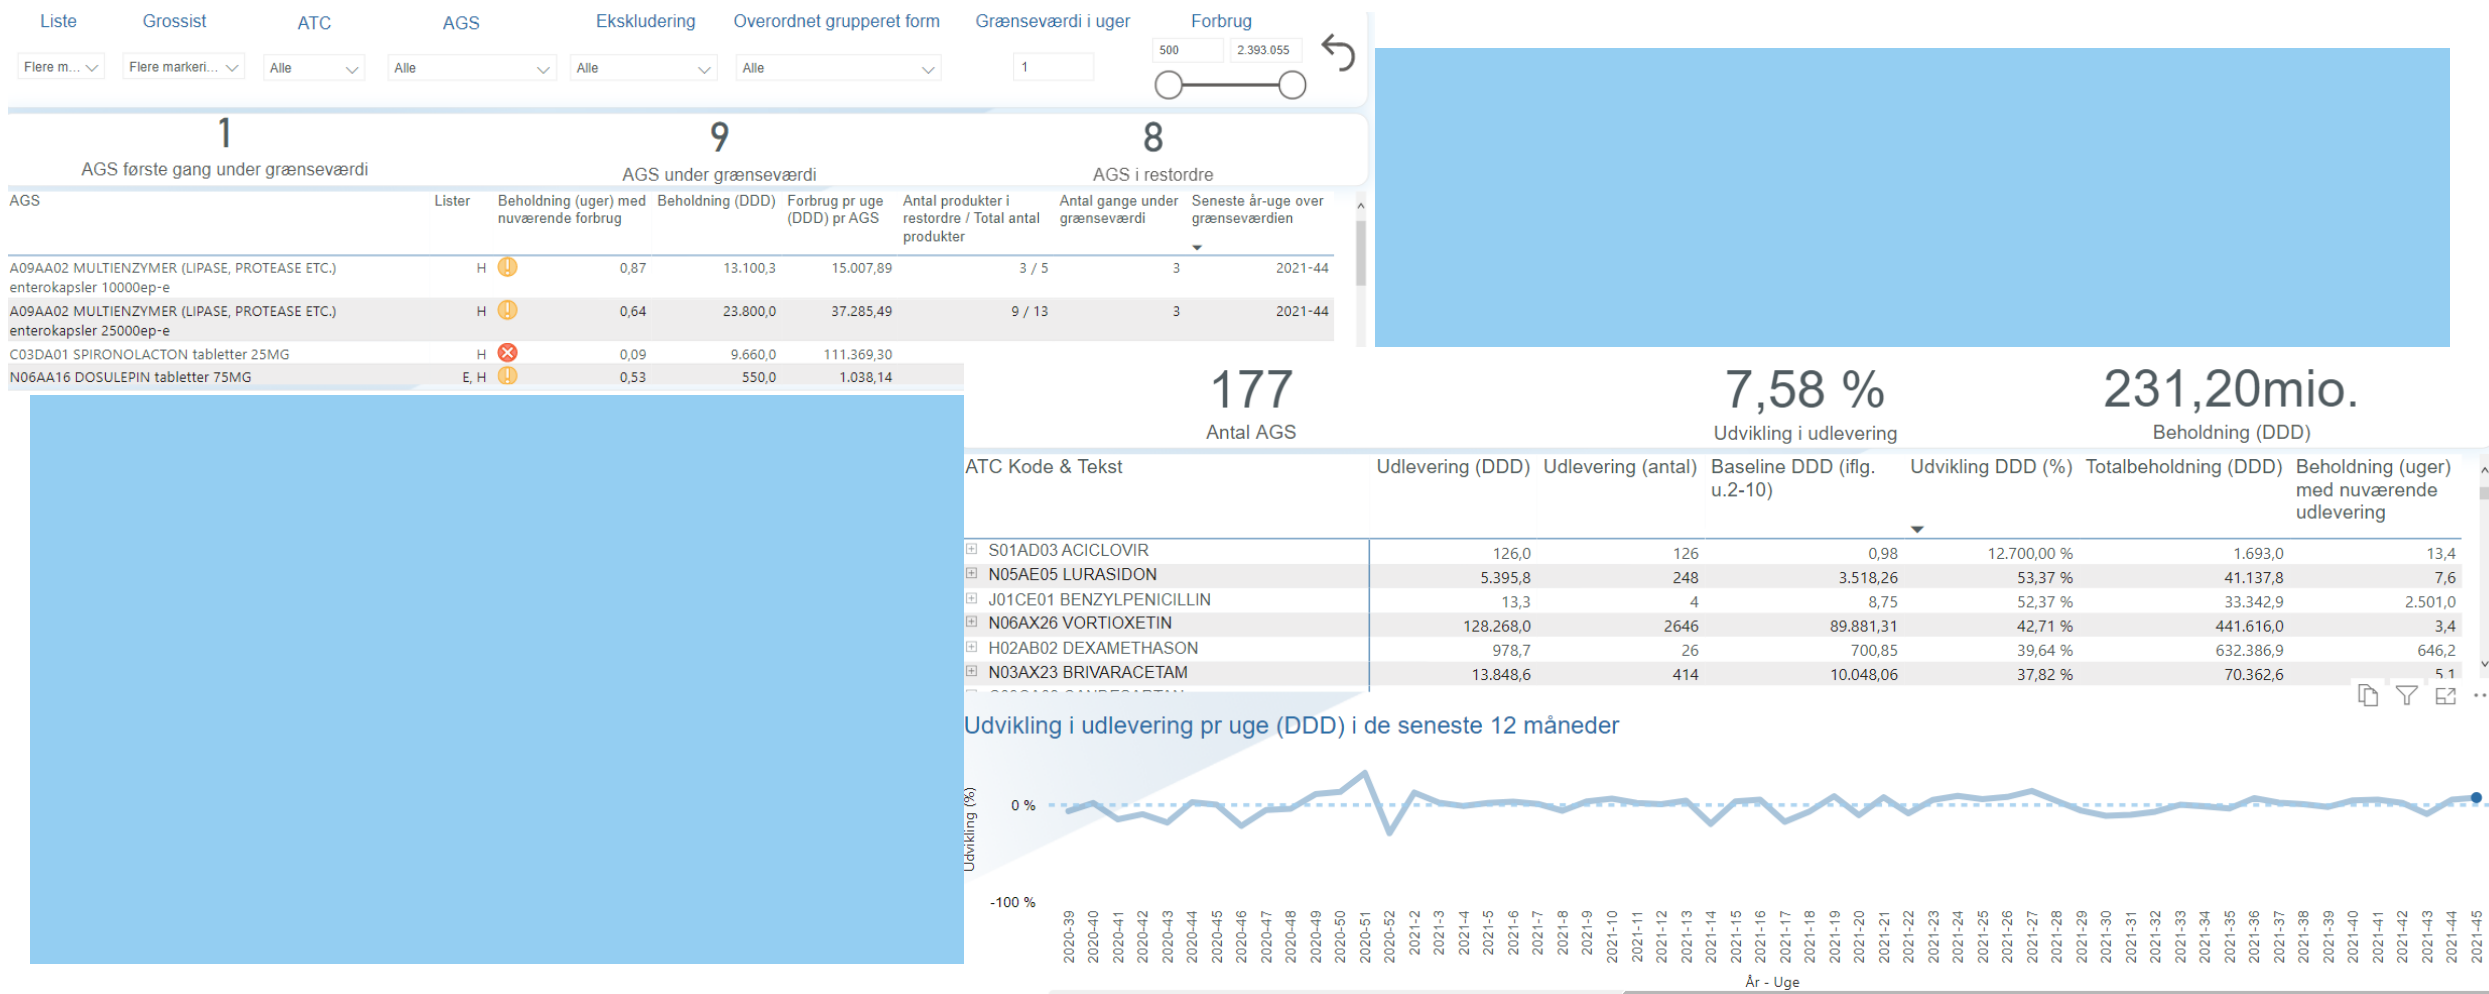 Liste Grossist ATC AGS Ekskludering Overordnet grupperet form Grænseværdi i uger Forbrug
Flere m... Flere markeri... Alle Alle Alle Alle 1 500 2.393.055
1 9 8
AGS første gang under grænseværdi AGS under grænseværdi AGS i restordre
AGS Lister Beholdning (uger) med Beholdning (DDD) Forbrug pr uge Antal produkter i Antal gange under Seneste år-uge over
nuværende forbrug (DDD) pr AGS restordre / Total antal grænseværdi grænseværdien
produkter
A09AA02 MULTIENZYMER (LIPASE, PROTEASE ETC.) H 0,87 13.100,3 15.007,89 3 / 5 3 2021-44
enterokapsler 10000ep-e
A09AA02 MULTIENZYMER (LIPASE, PROTEASE ETC.) H 0,64 23.800,0 37.285,49 9 / 13 3 2021-44
enterokapsler 25000ep-e
C03DA01 SPIRONOLACTON tabletter 25MG H 0,09 9.660,0 111.369,30
N06AA16 DOSULEPIN tabletter 75MG E, H 0,53 550,0 1.038,14
177 7,58 % 231,20mio.
Antal AGS Udvikling i udlevering Beholdning (DDD)
ATC Kode & Tekst Udlevering (DDD) Udlevering (antal) Baseline DDD (iflg. Udvikling DDD (%) Totalbeholdning (DDD) Beholdning (uger)
u.2-10) med nuværende
udlevering
S01AD03 ACICLOVIR 126,0 126 0,98 12.700,00 % 1.693,0 13,4
N05AE05 LURASIDON 5.395,8 248 3.518,26 53,37 % 41.137,8 7,6
J01CE01 BENZYLPENICILLIN 13,3 4 8,75 52,37 % 33.342,9 2.501,0
N06AX26 VORTIOXETIN 128.268,0 2646 89.881,31 42,71 % 441.616,0 3,4
H02AB02 DEXAMETHASON 978,7 26 700,85 39,64 % 632.386,9 646,2
N03AX23 BRIVARACETAM 13.848,6 414 10.048,06 37,82 % 70.362,6 5,1
Udvikling i udlevering pr uge (DDD) i de seneste 12 måneder
Udvikling (%)
0 %
-100 %
2020-39 2020-40 2020-41 2020-42 2020-43 2020-44 2020-45 2020-46 2020-47 2020-48 2020-49 2020-50 2020-51 2020-52 2021-2 2021-3 2021-4 2021-5 2021-6 2021-7 2021-8 2021-9 2021-10 2021-11 2021-12 2021-13 2021-14 2021-15 2021-16 2021-17 2021-18 2021-19 2021-20 2021-21 2021-22 2021-23 2021-24 2021-25 2021-26 2021-27 2021-28 2021-29 2021-30 2021-31 2021-32 2021-33 2021-34 2021-35 2021-36 2021-37 2021-38 2021-39 2021-40 2021-41 2021-42 2021-43 2021-44 2021-45
År - Uge